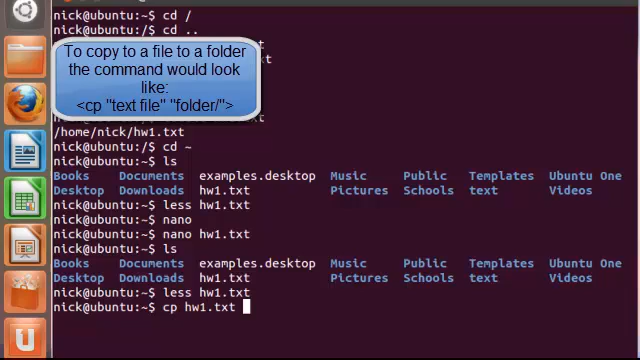 nick@ubuntu:~$ cd /
nick@ubuntu:~$ cd ..
To copy to a file to a folder
the command would look
like:
<cp "text file" "folder/">
/home/nick/hw1.txt
nick@ubuntu:/$ cd ~
nick@ubuntu:~$ ls
Books Documents examples.desktop Music Public Templates Ubuntu One
Desktop Downloads hw1.txt Pictures Schools text Videos
nick@ubuntu:~$ less hw1.txt
nick@ubuntu:~$ nano
nick@ubuntu:~$ nano hw1.txt
nick@ubuntu:~$ ls
Books Documents examples.desktop Music Public Templates Ubuntu One
Desktop Downloads hw1.txt Pictures Schools text Videos
nick@ubuntu:~$ less hw1.txt
nick@ubuntu:~$ cp hw1.txt